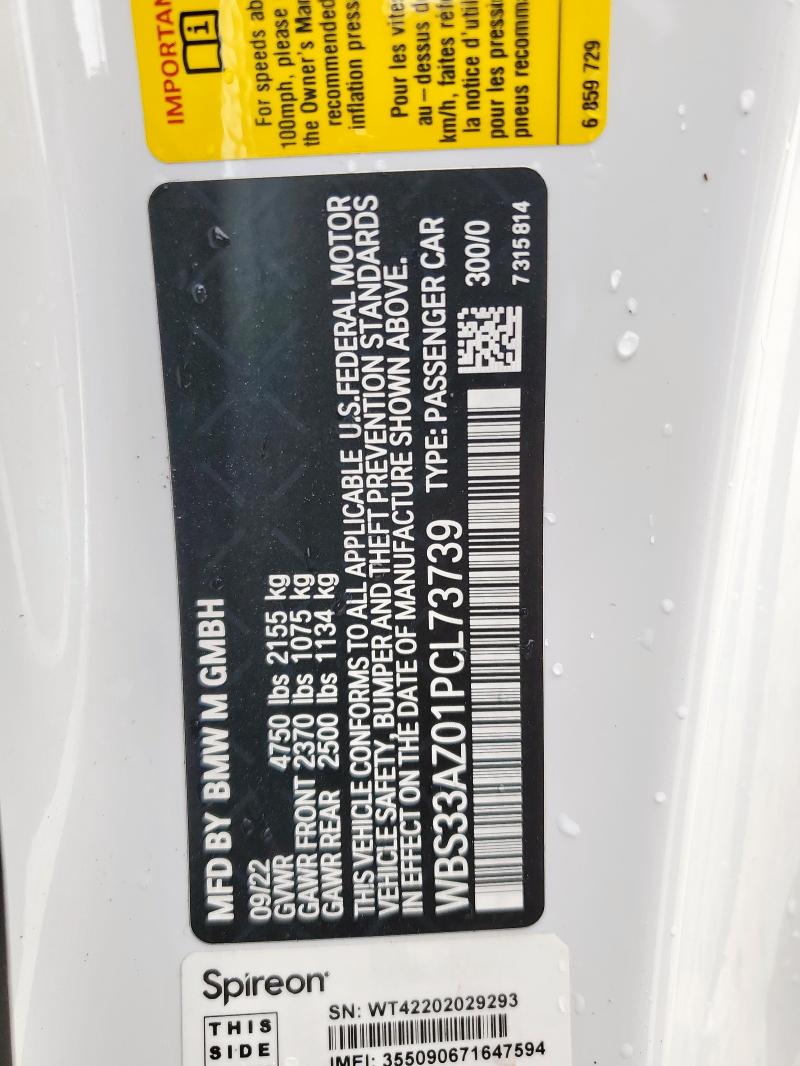 IMPORTAN
i
For speeds ab
100mph, please
the Owner's Man
recommended
inflation press
Pour les vites
au-dessus d
km/h, faites réf
la notice d'util
pour les pressi
pneus recomm
6 859 729
MFD BY BMW M GMBH
09/22
GVWR 4750 lbs 2155 kg
GAWR FRONT 2370 lbs 1075 kg
GAWR REAR 2500 lbs 1134 kg
THIS VEHICLE CONFORMS TO ALL APPLICABLE U.S.FEDERAL MOTOR
VEHICLE SAFETY, BUMPER AND THEFT PREVENTION STANDARDS
IN EFFECT ON THE DATE OF MANUFACTURE SHOWN ABOVE.
WBS33AZ01PCL73739 TYPE: PASSENGER CAR
300/0
7315814
Spireon
THIS
SIDE
SN: WT42202029293
IMEI: 355090671647594